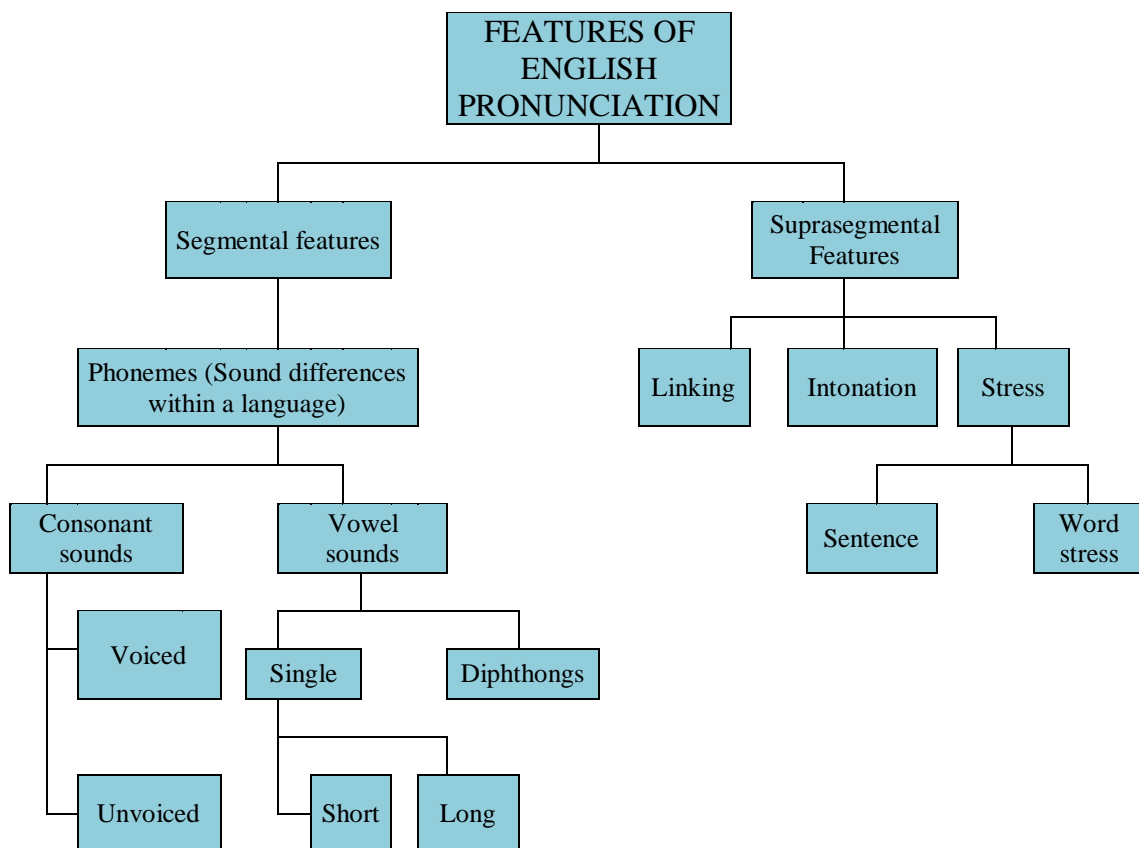 FEATURES OF
ENGLISH
PRONUNCIATION
Segmental features
Suprasegmental
Features
Phonemes (Sound differences
within a language)
Linking
Intonation
Stress
Consonant
sounds
Vowel
sounds
Sentence
Word
stress
Voiced
Single
Diphthongs
Unvoiced
Short
Long